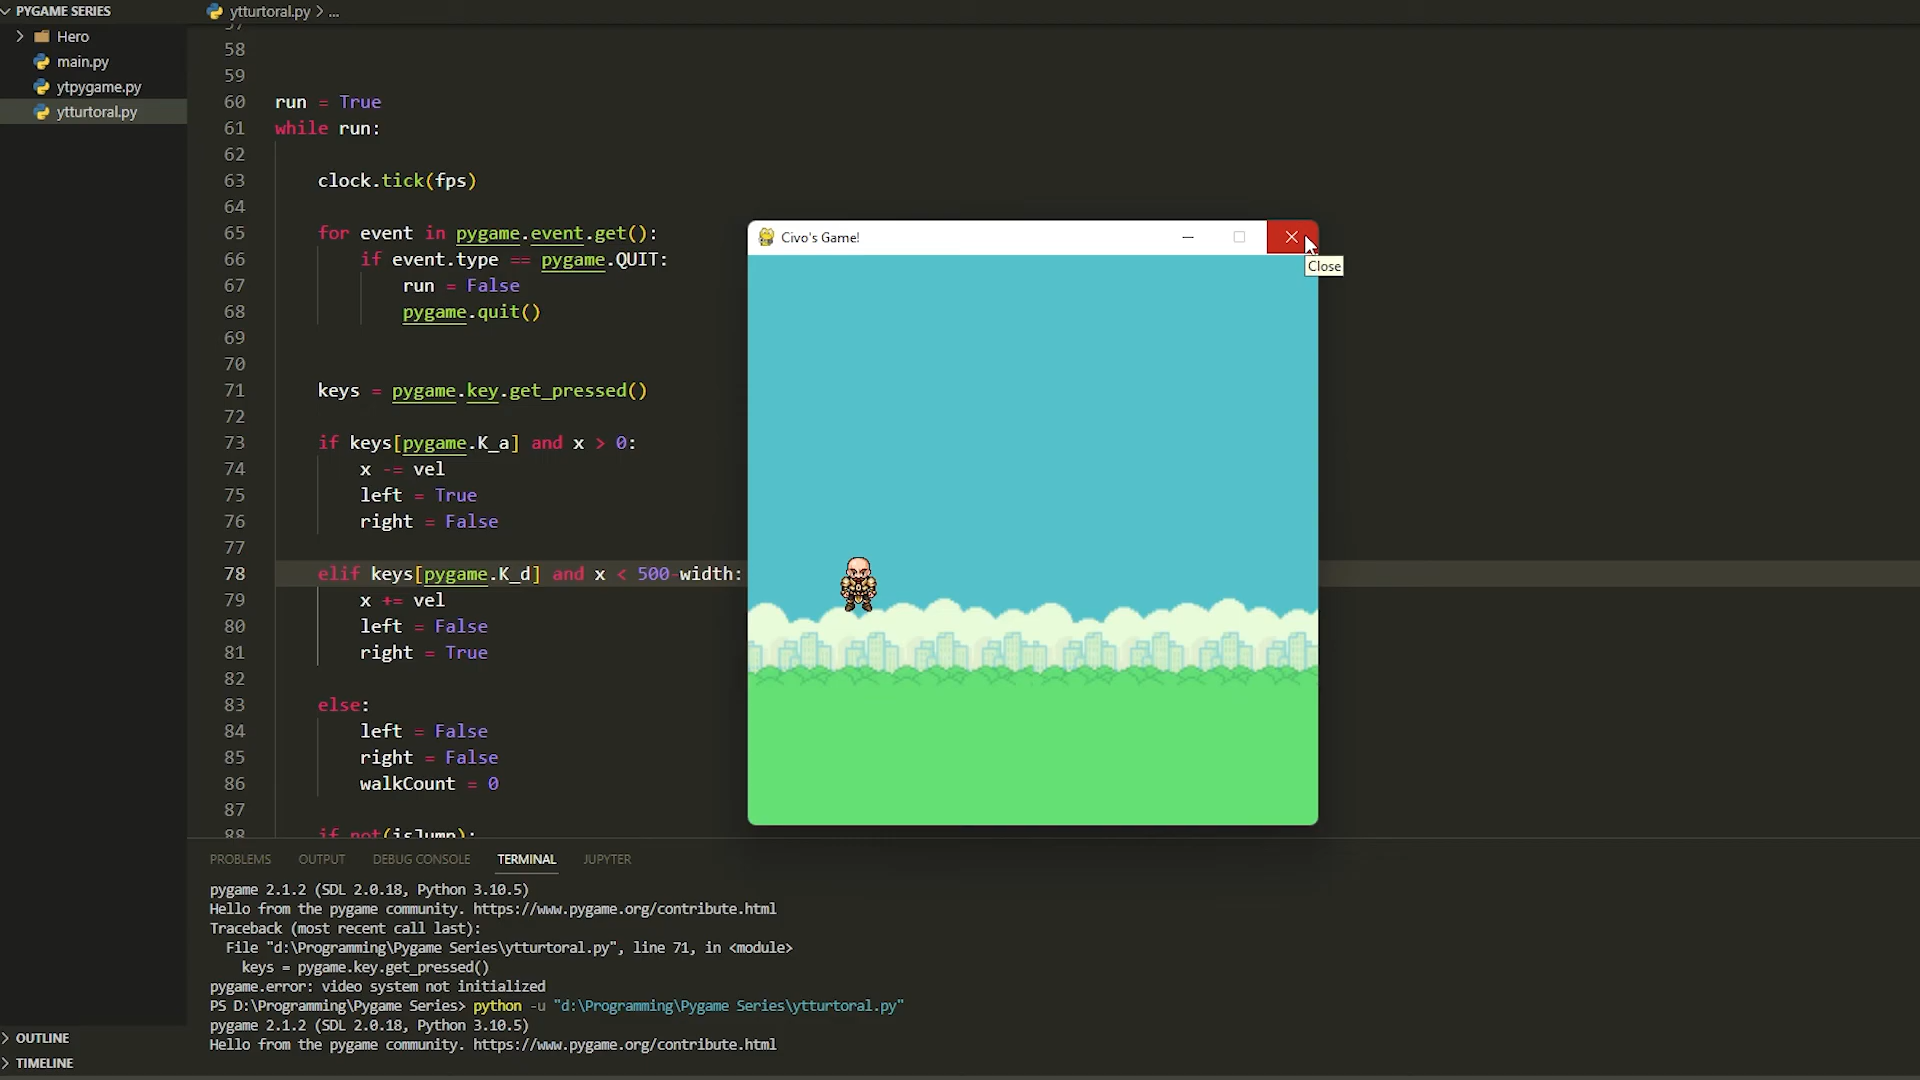 PYGAME SERIES
Hero
main.py
ytpygame.py
ytturtoral.py
OUTLINE
TIMELINE
ytturtoral.py > ...
57
58
59
60 run = True
61 while run:
62
63 clock.tick(fps)
64
65 for event in pygame.event.get():
66 if event.type == pygame.QUIT:
67 run = False
68 pygame.quit()
69
70
71 keys = pygame.key.get_pressed()
72
73 if keys[pygame.K_a] and x > 0:
74 x -= vel
75 left = True
76 right = False
77
78 elif keys[pygame.K_d] and x < 500-width:
79 x += vel
80 left = False
81 right = True
82
83 else:
84 left = False
85 right = False
86 walkCount = 0
87
88 if not(isJump):
Civo's Game!
Close
PROBLEMS OUTPUT DEBUG CONSOLE TERMINAL JUPYTER
pygame 2.1.2 (SDL 2.0.18, Python 3.10.5)
Hello from the pygame community. https://www.pygame.org/contribute.html
Traceback (most recent call last):
File "d:\Programming\Pygame Series\ytturtoral.py", line 71, in <module>
keys = pygame.key.get_pressed()
pygame.error: video system not initialized
PS D:\Programming\Pygame Series> python -u "d:\Programming\Pygame Series\ytturtoral.py"
pygame 2.1.2 (SDL 2.0.18, Python 3.10.5)
Hello from the pygame community. https://www.pygame.org/contribute.html